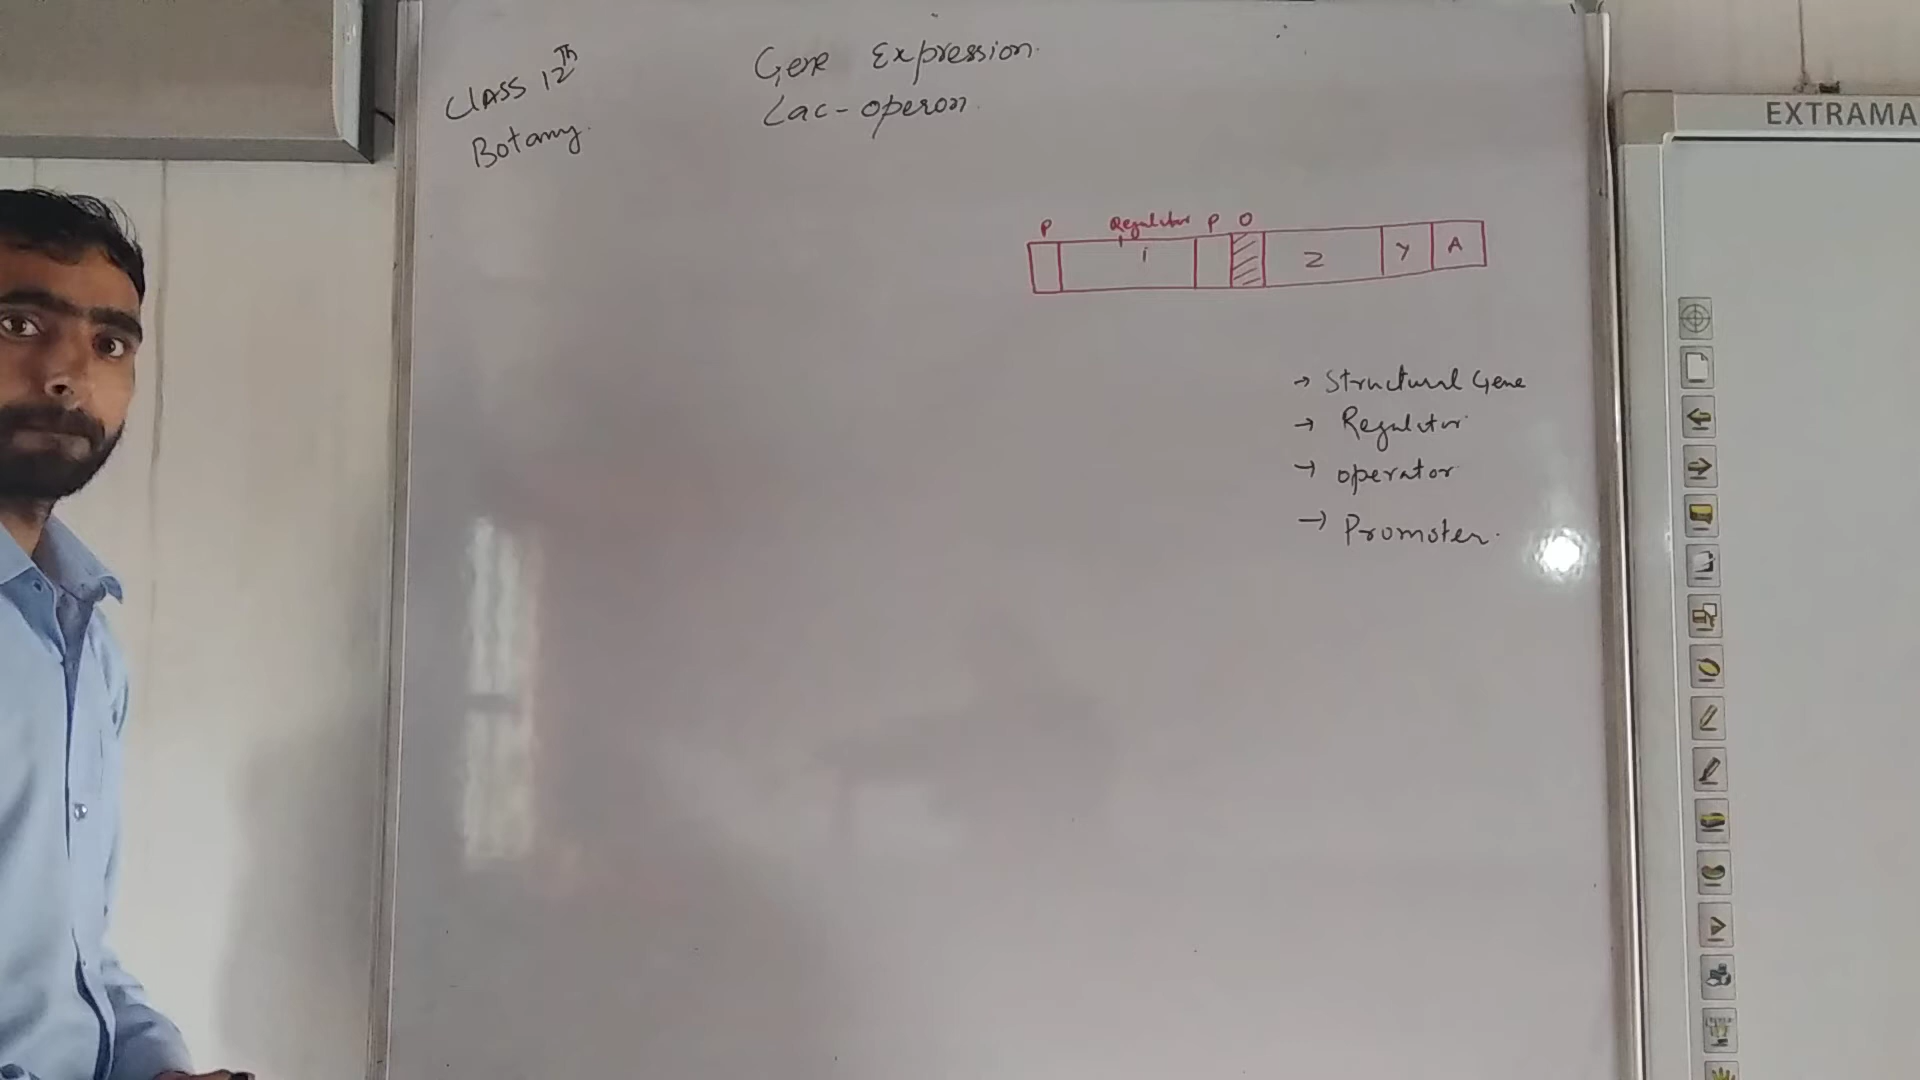 CLASS 12th
Botany.
Gene Expression.
Lac-operon.
EXTRAMA
P Regulator P O
i Z Y A
→ Structural Gene
→ Regulator
→ operator
→ Promoter.